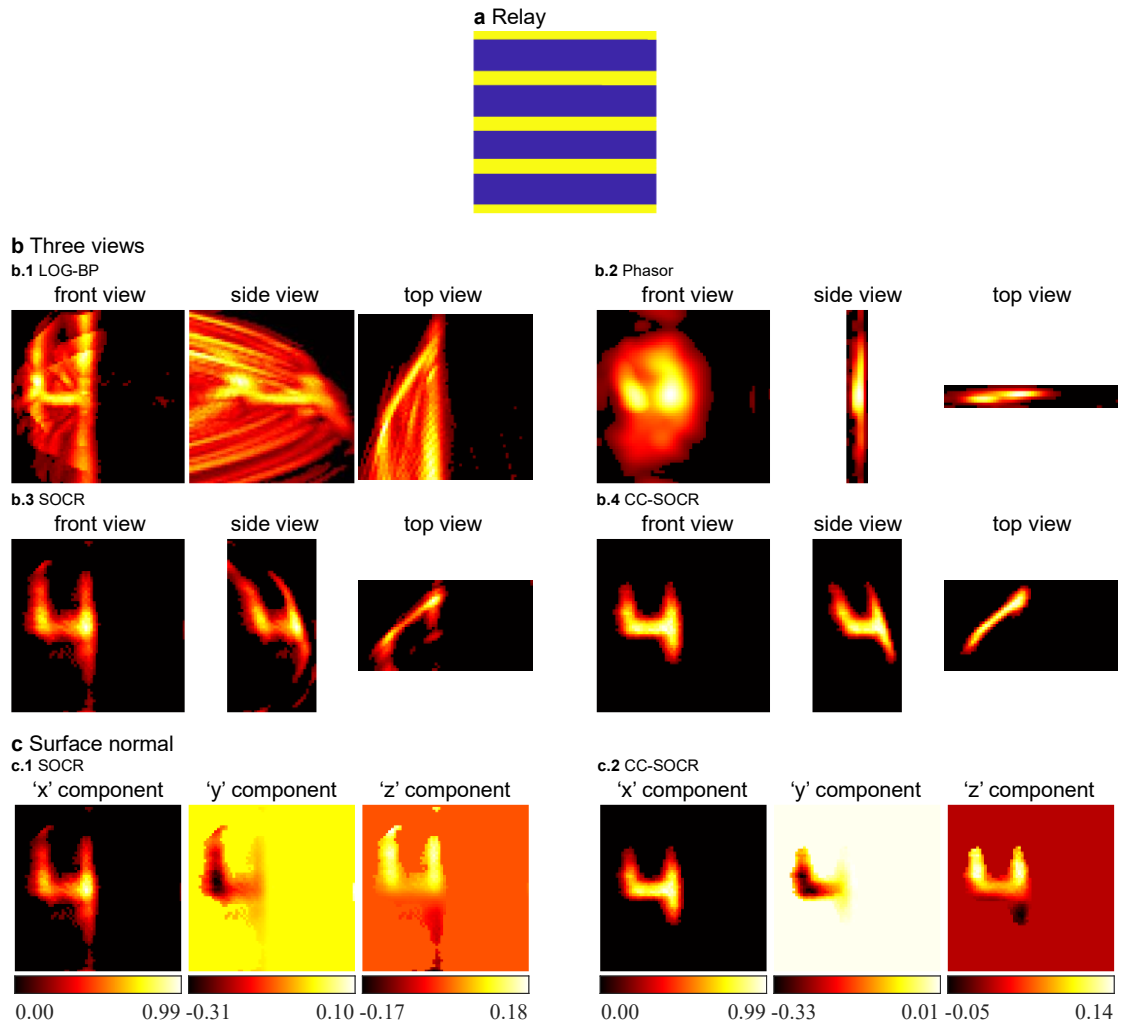 a Relay
b Three views
b.1 LOG-BP
front view side view top view
b.2 Phasor
front view side view top view
b.3 SOCR
front view side view top view
b.4 CC-SOCR
front view side view top view
c Surface normal
c.1 SOCR
‘x’ component ‘y’ component ‘z’ component
0.00 0.99 -0.31 0.10 -0.17 0.18
c.2 CC-SOCR
‘x’ component ‘y’ component ‘z’ component
0.00 0.99 -0.33 0.01 -0.05 0.14